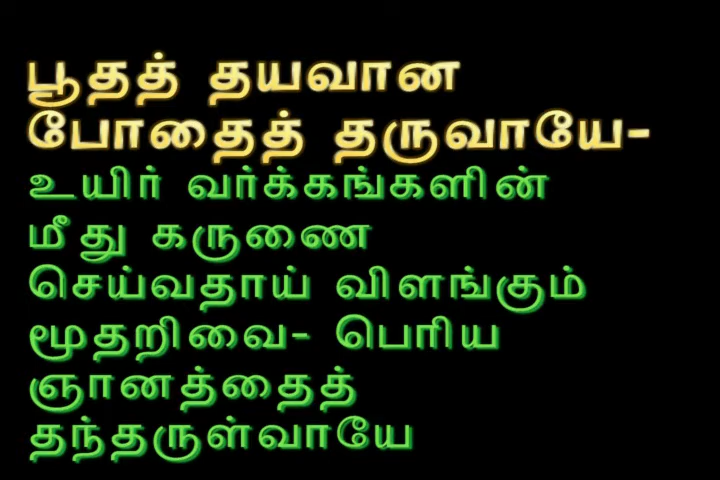 பூதத் தயவான
போதைத் தருவாயே-
உயிர் வர்க்கங்களின்
மீது கருணை
செய்வதாய் விளங்கும்
மூதறிவை- பெரிய
ஞானத்தைத்
தந்தருள்வாயே